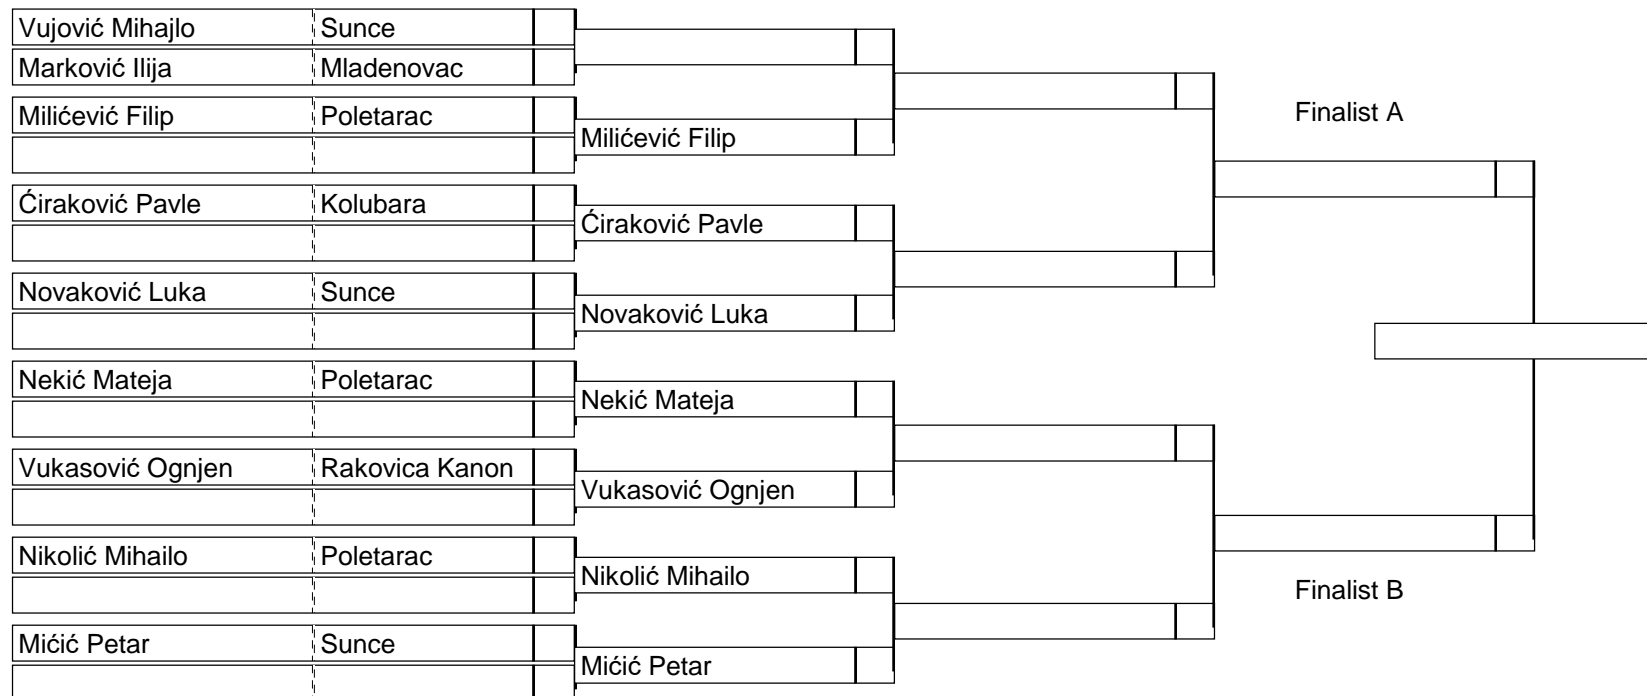 Vujović Mihajlo Sunce
Marković Ilija Mladenovac
Finalist A
Milićević Filip Poletarac
Milićević Filip
Ćiraković Pavle Kolubara
Ćiraković Pavle
Novaković Luka Sunce
Novaković Luka
Nekić Mateja Poletarac
Nekić Mateja
Vukasović Ognjen Rakovica Kanon
Vukasović Ognjen
Nikolić Mihailo Poletarac
Nikolić Mihailo
Finalist B
Mićić Petar Sunce
Mićić Petar